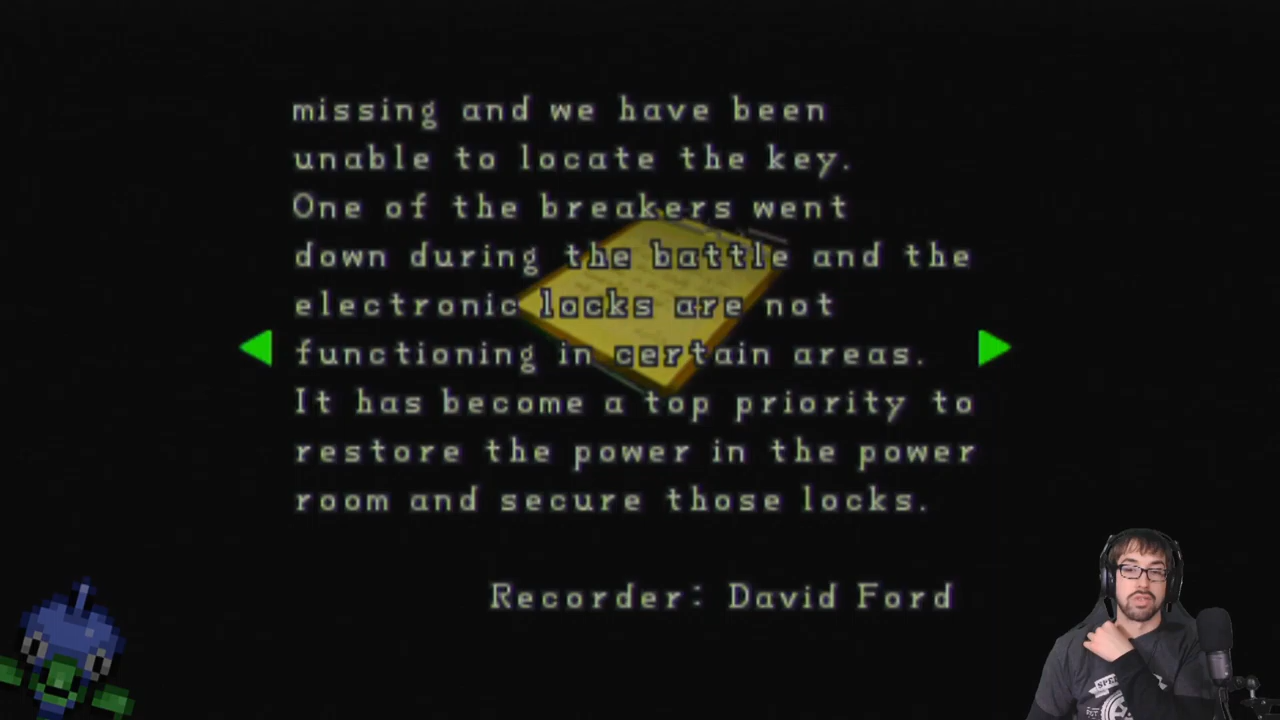 missing and we have been
unable to locate the key.
One of the breakers went
down during the battle and the
electronic locks are not
functioning in certain areas.
It has become a top priority to
restore the power in the power
room and secure those locks.
Recorder: David Ford